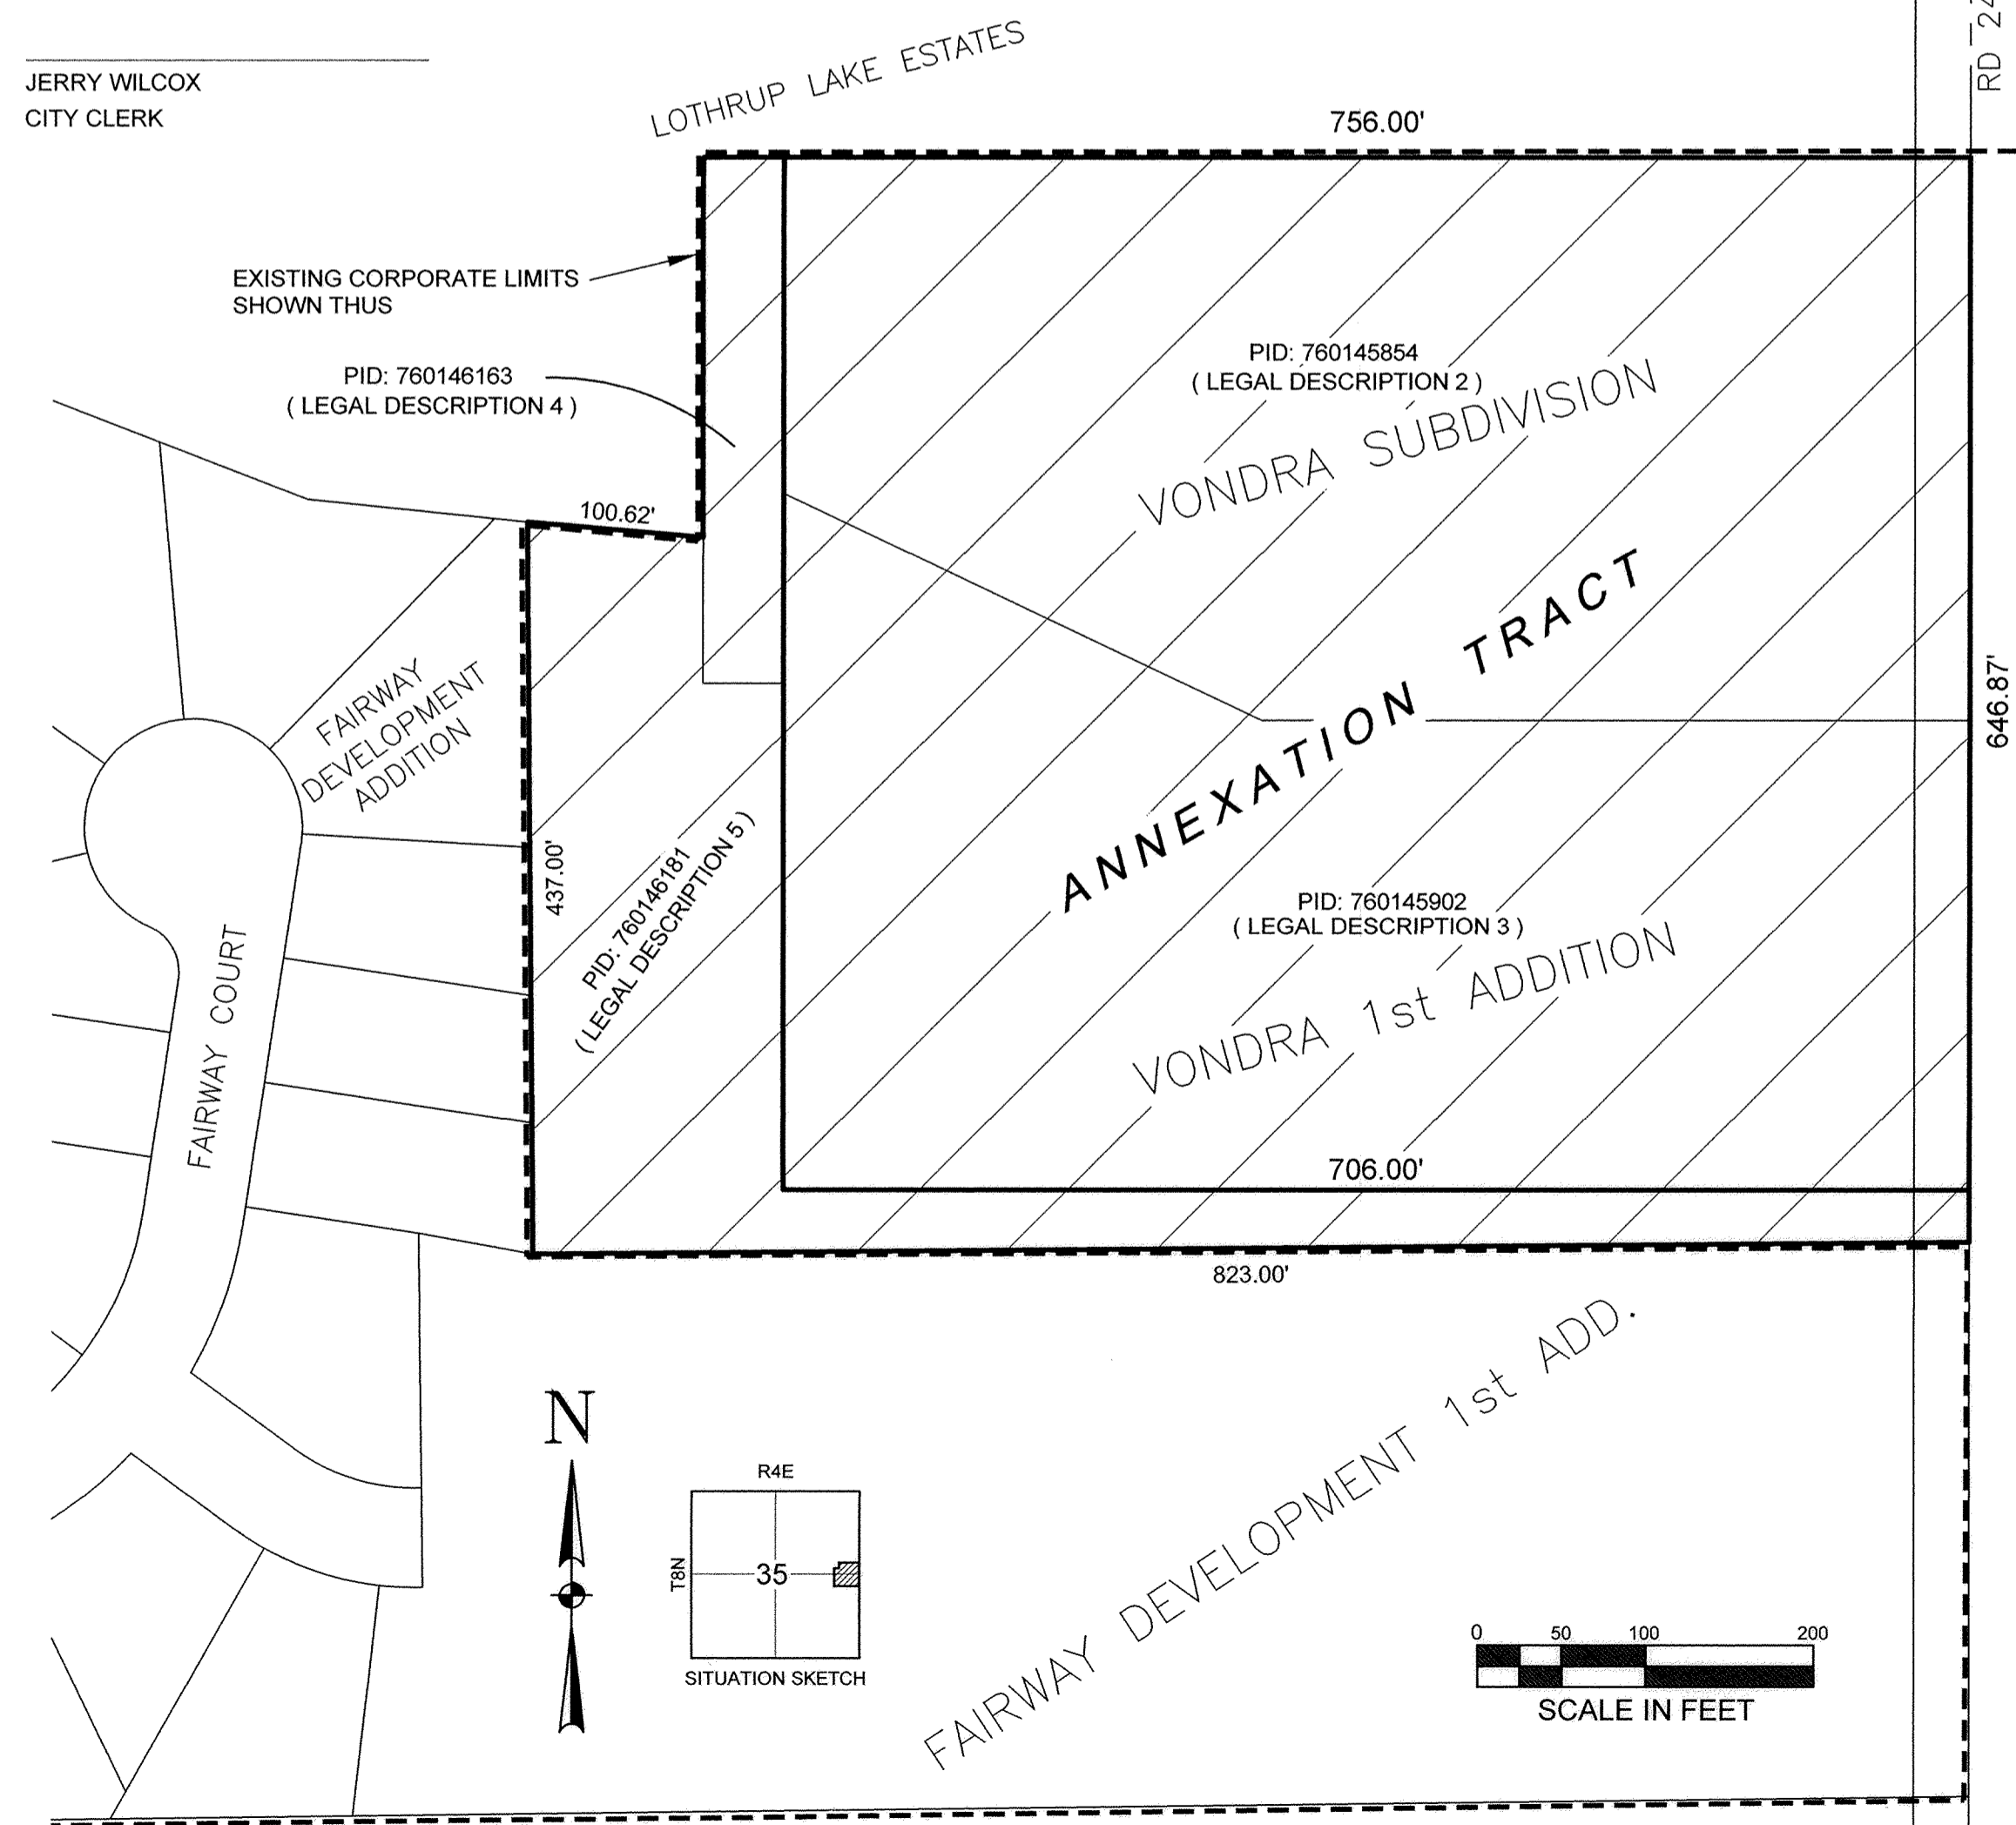 JERRY WILCOX
CITY CLERK
LOTHRUP LAKE ESTATES
RD 24
756.00'
EXISTING CORPORATE LIMITS
SHOWN THUS
PID: 760146163
( LEGAL DESCRIPTION 4 )
PID: 760145854
( LEGAL DESCRIPTION 2 )
VONDRA SUBDIVISION
100.62'
ANNEXATION TRACT
646.87'
FAIRWAY
DEVELOPMENT
ADDITION
437.00'
PID: 760146181
( LEGAL DESCRIPTION 5 )
PID: 760145902
( LEGAL DESCRIPTION 3 )
VONDRA 1st ADDITION
FAIRWAY COURT
706.00'
823.00'
FAIRWAY DEVELOPMENT 1st ADD.
N
R4E
T8N
35
SITUATION SKETCH
0 50 100 200
SCALE IN FEET